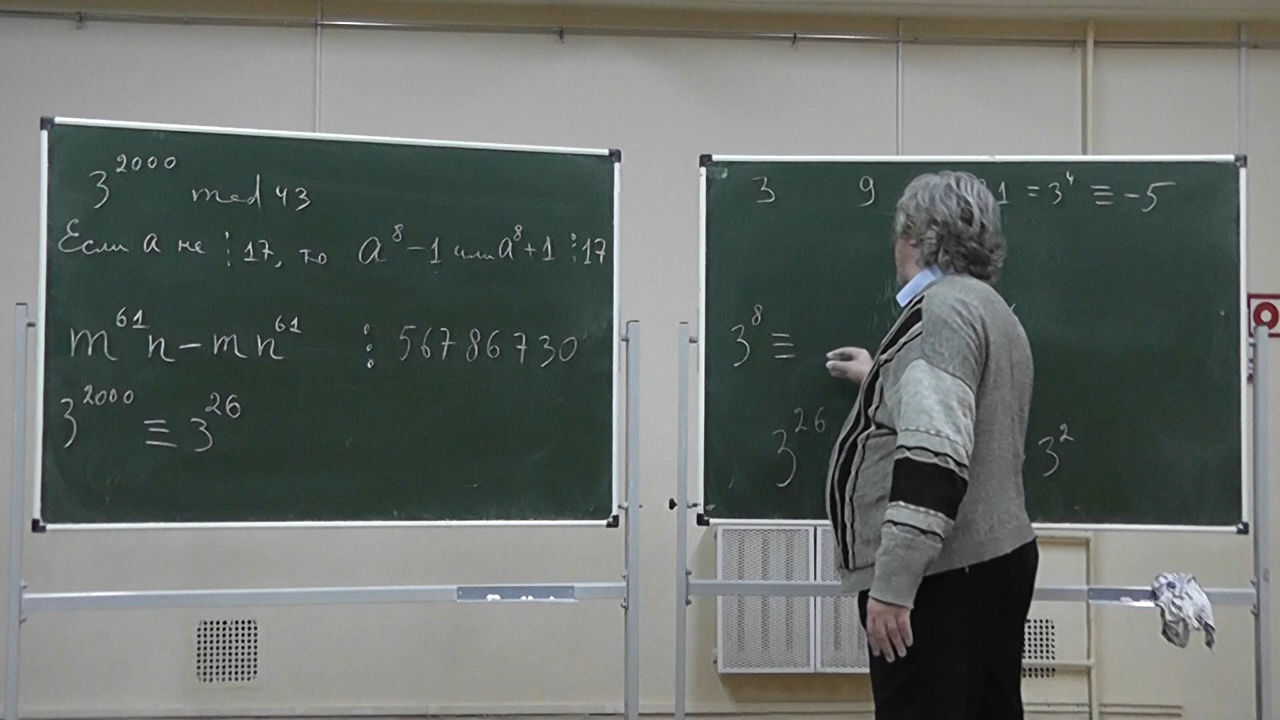 3^2000 mod 43
Если a не ⋮ 17, то a^8 – 1 или a^8 + 1 ⋮ 17
m^61 n – m n^61 ⋮ 56786730
3^2000 ≡ 3^26
3 9 1 = 3^4 ≡ –5
3^8 ≡
3^26 3^2